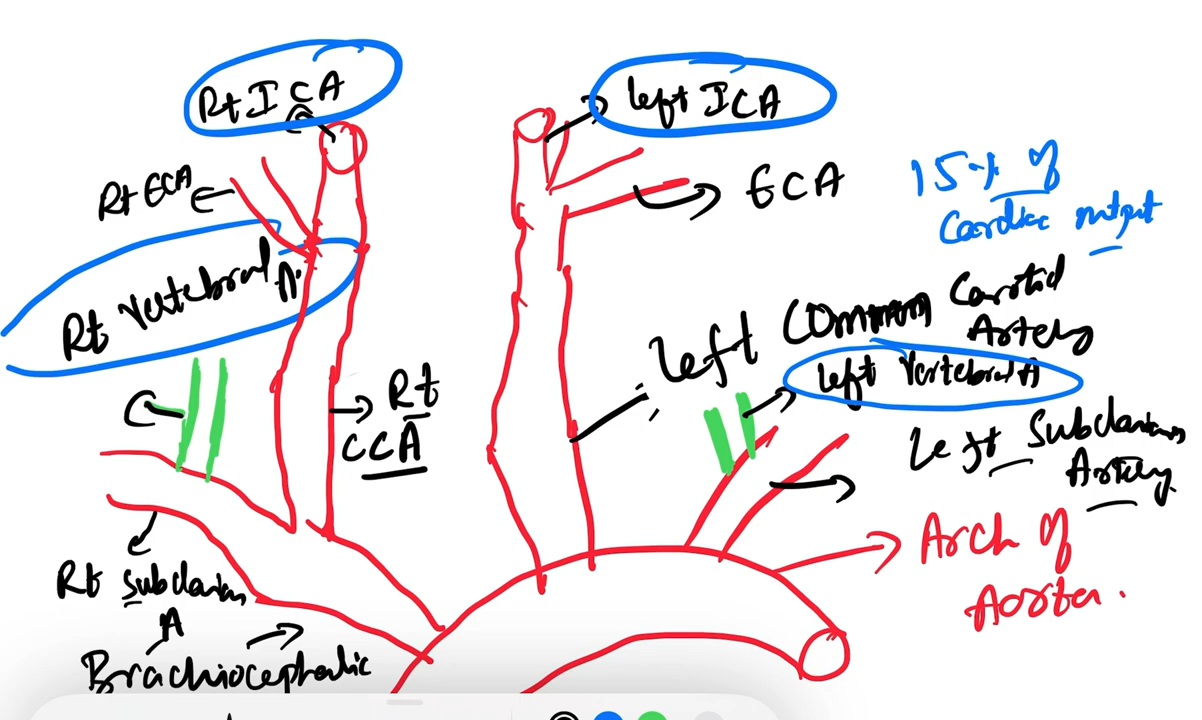 Rt ICA
left ICA
Rt ECA
ECA
15% of
Cardiac output
Rt Vertebral A.
left Common Carotid
Artery
left Vertebral A
Rt
CCA
Left Subclavian
Artery
Arch of
Aorta.
Rt Subclavian
A
Brachiocephalic